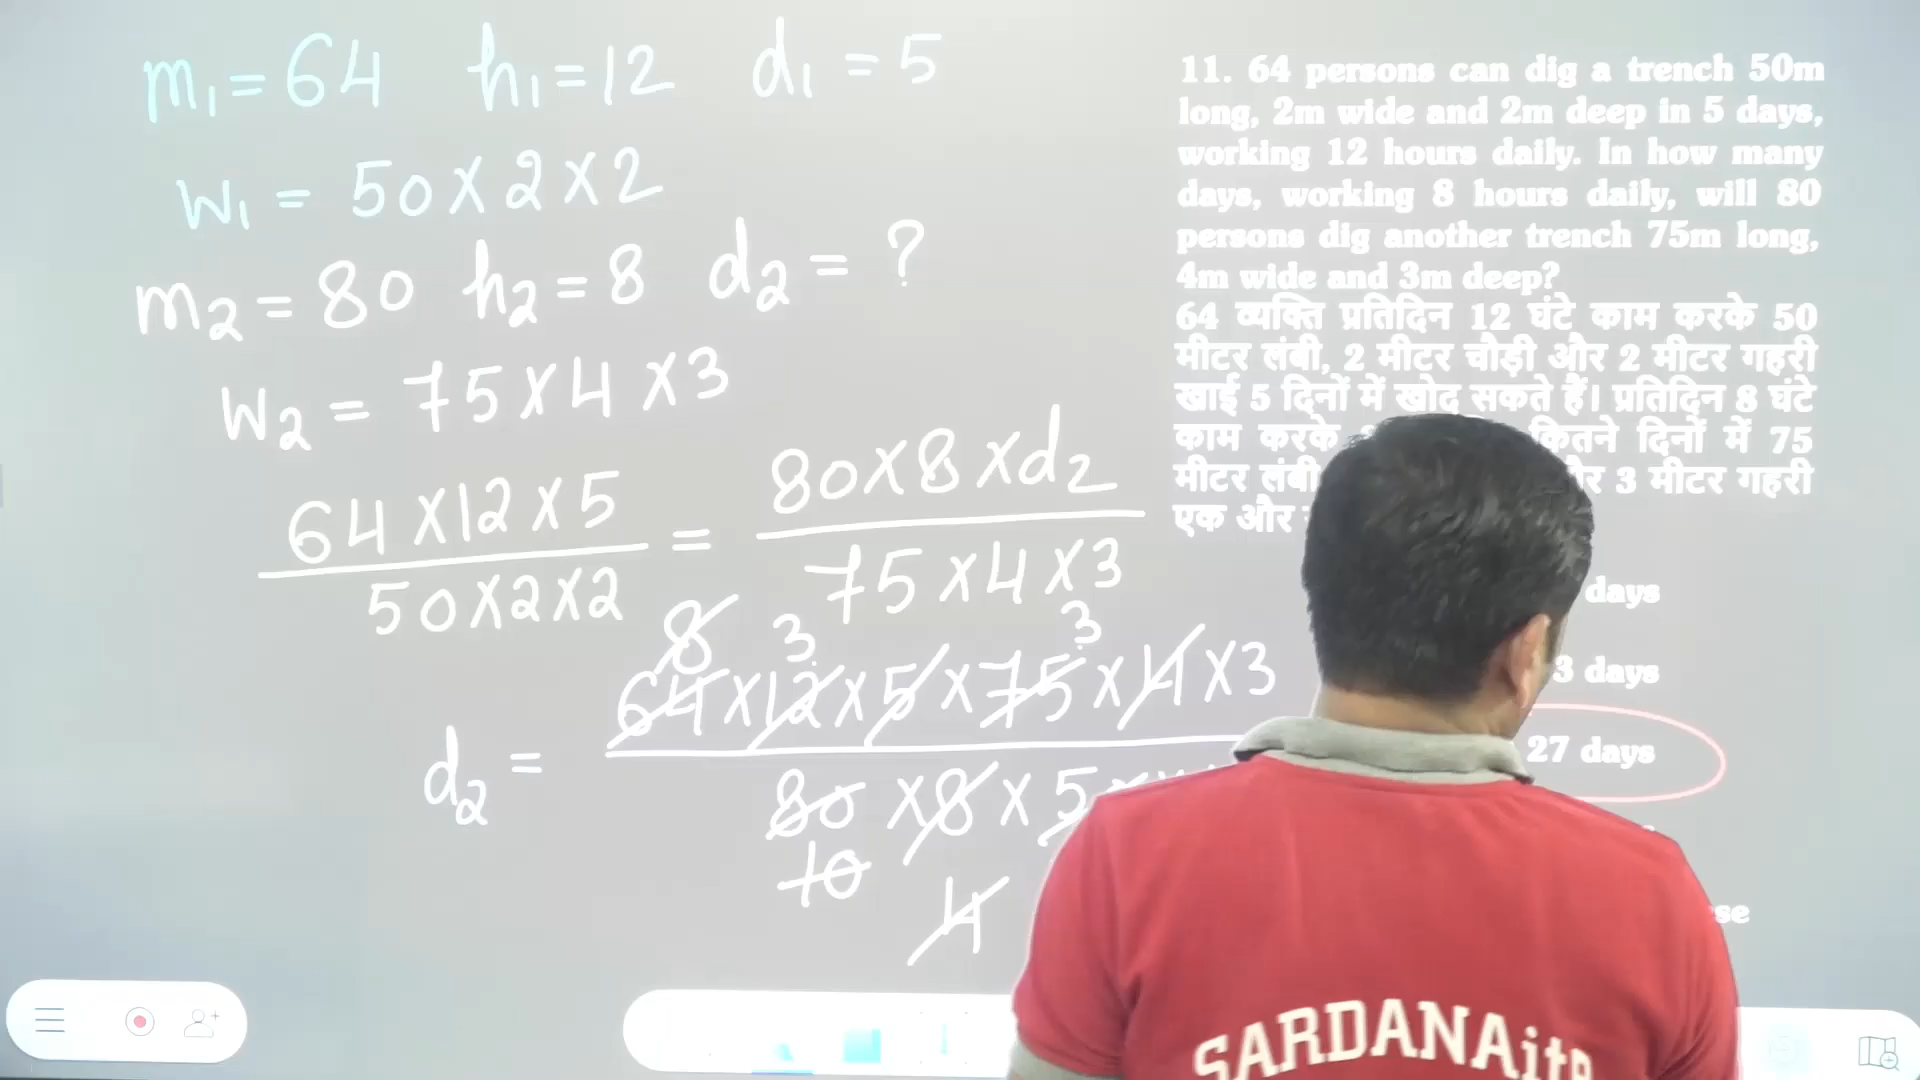 m₁ = 64 h₁ = 12 d₁ = 5
w₁ = 50 × 2 × 2
m₂ = 80 h₂ = 8 d₂ = ?
w₂ = 75 × 4 × 3
64 × 12 × 5 = 80 × 8 × d₂
50 × 2 × 2 75 × 4 × 3
8 3 3
64 × 12 × 5 × 75 × 4 × 3
d₂ =
80 × 8 × 5
10
4
11. 64 persons can dig a trench 50m
long, 2m wide and 2m deep in 5 days,
working 12 hours daily. In how many
days, working 8 hours daily, will 80
persons dig another trench 75m long,
4m wide and 3m deep?
64 व्यक्ति प्रतिदिन 12 घंटे काम करके 50
मीटर लंबी, 2 मीटर चौड़ी और 2 मीटर गहरी
खाई 5 दिनों में खोद सकते हैं। प्रतिदिन 8 घंटे
काम करके कितने दिनों में 75
मीटर लंबी 3 मीटर गहरी
एक और
days
3 days
27 days
SARDANA